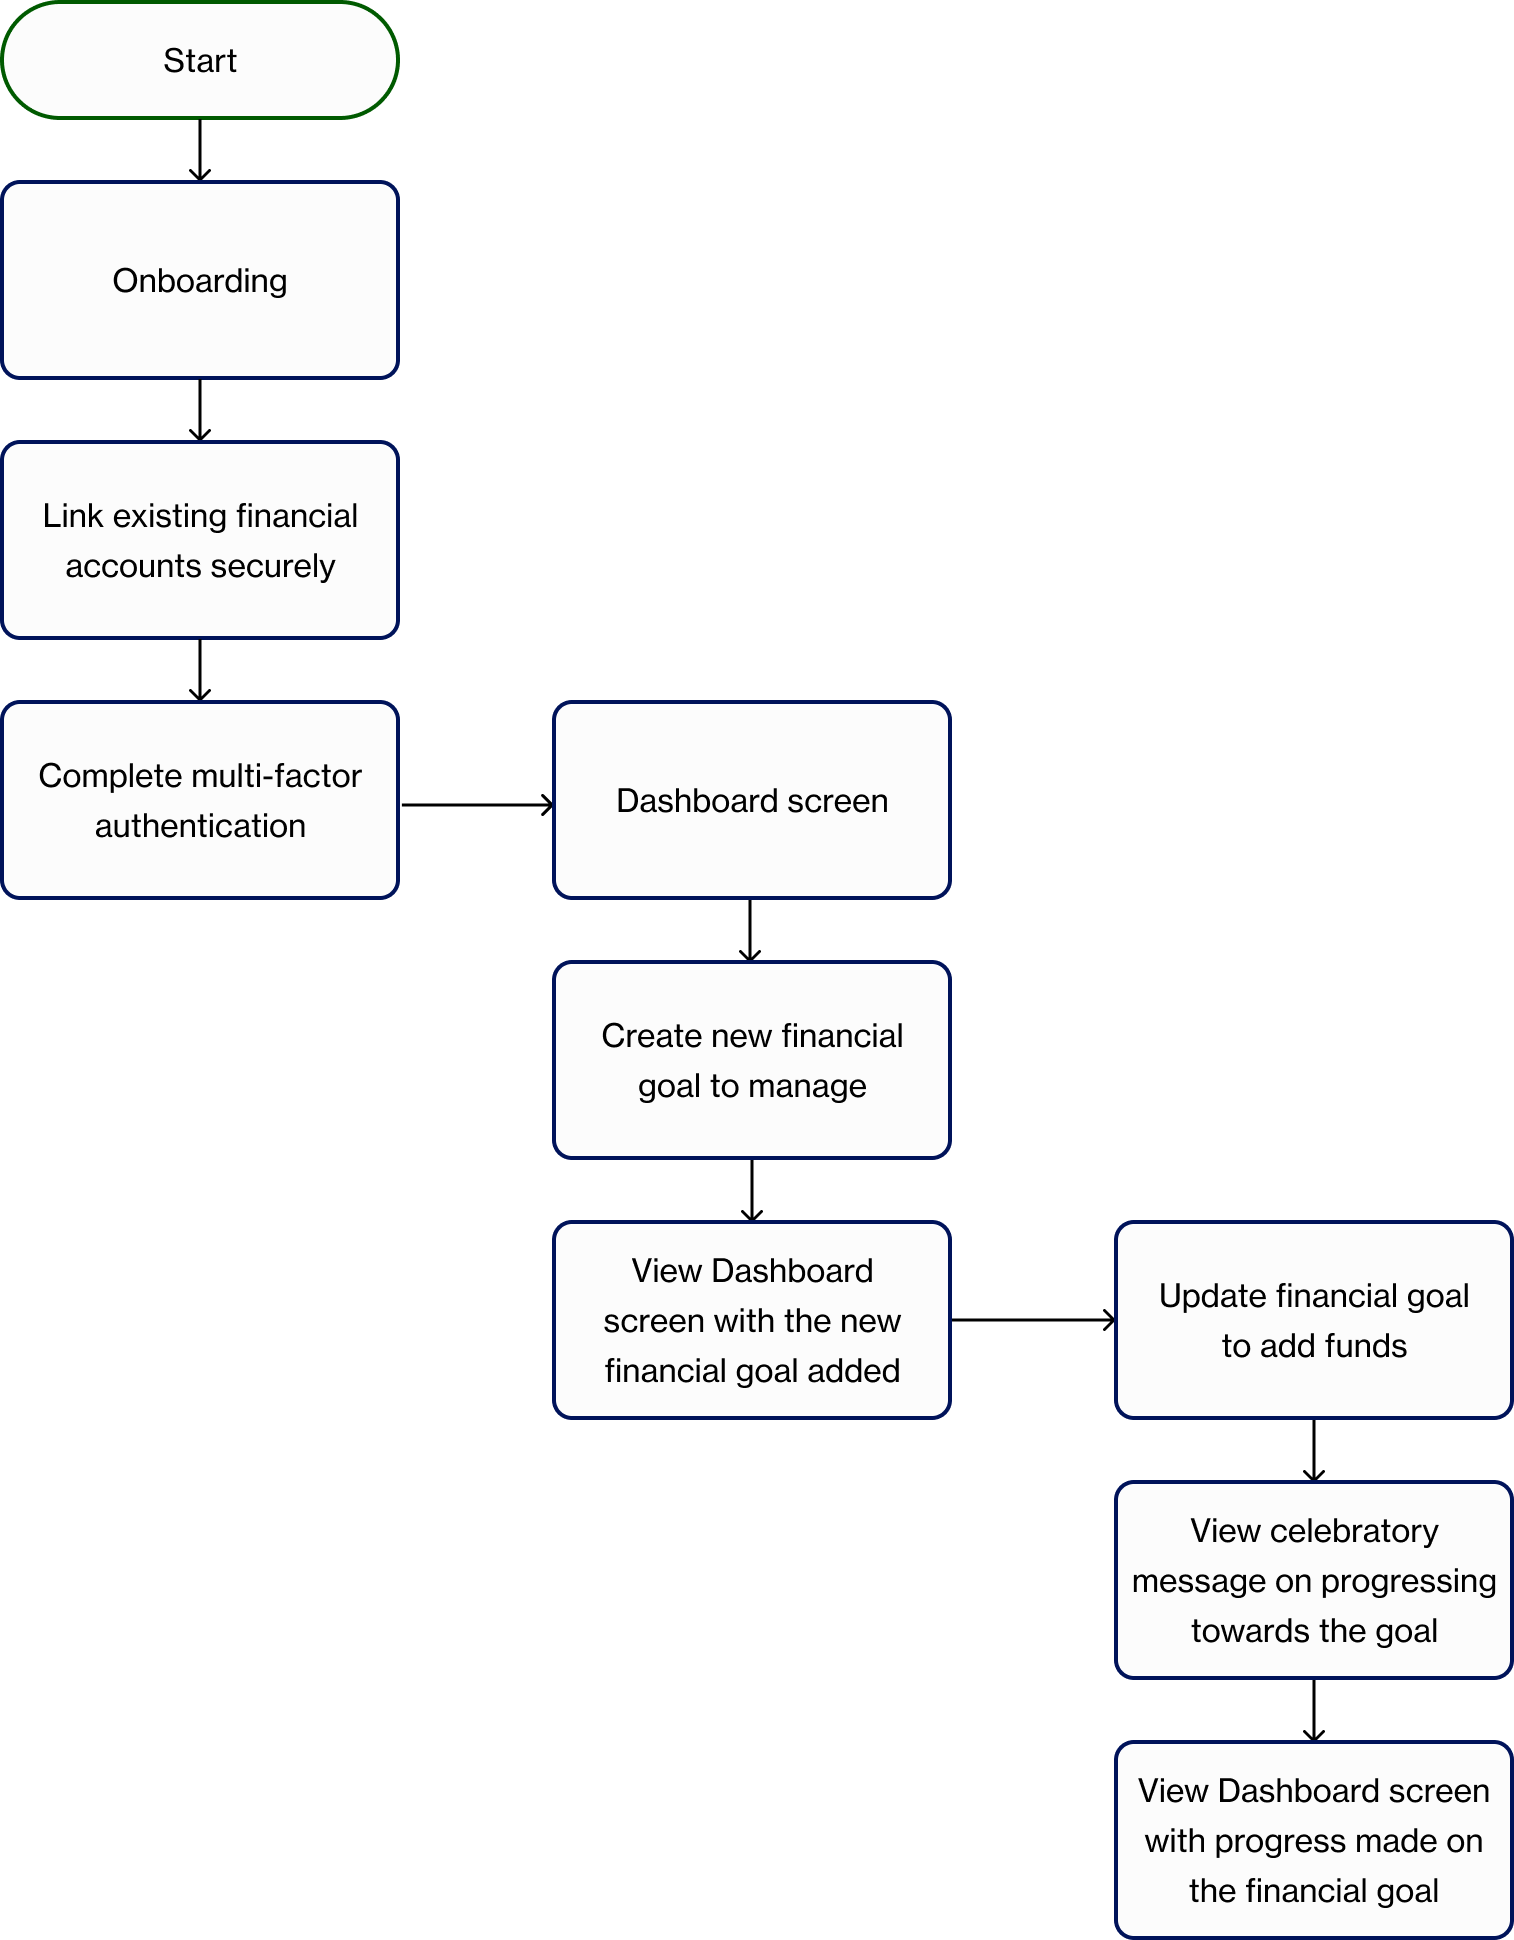 Start
Onboarding
Link existing financial
accounts securely
Complete multi-factor
authentication
Dashboard screen
Create new financial
goal to manage
View Dashboard
screen with the new
financial goal added
Update financial goal
to add funds
View celebratory
message on progressing
towards the goal
View Dashboard screen
with progress made on
the financial goal